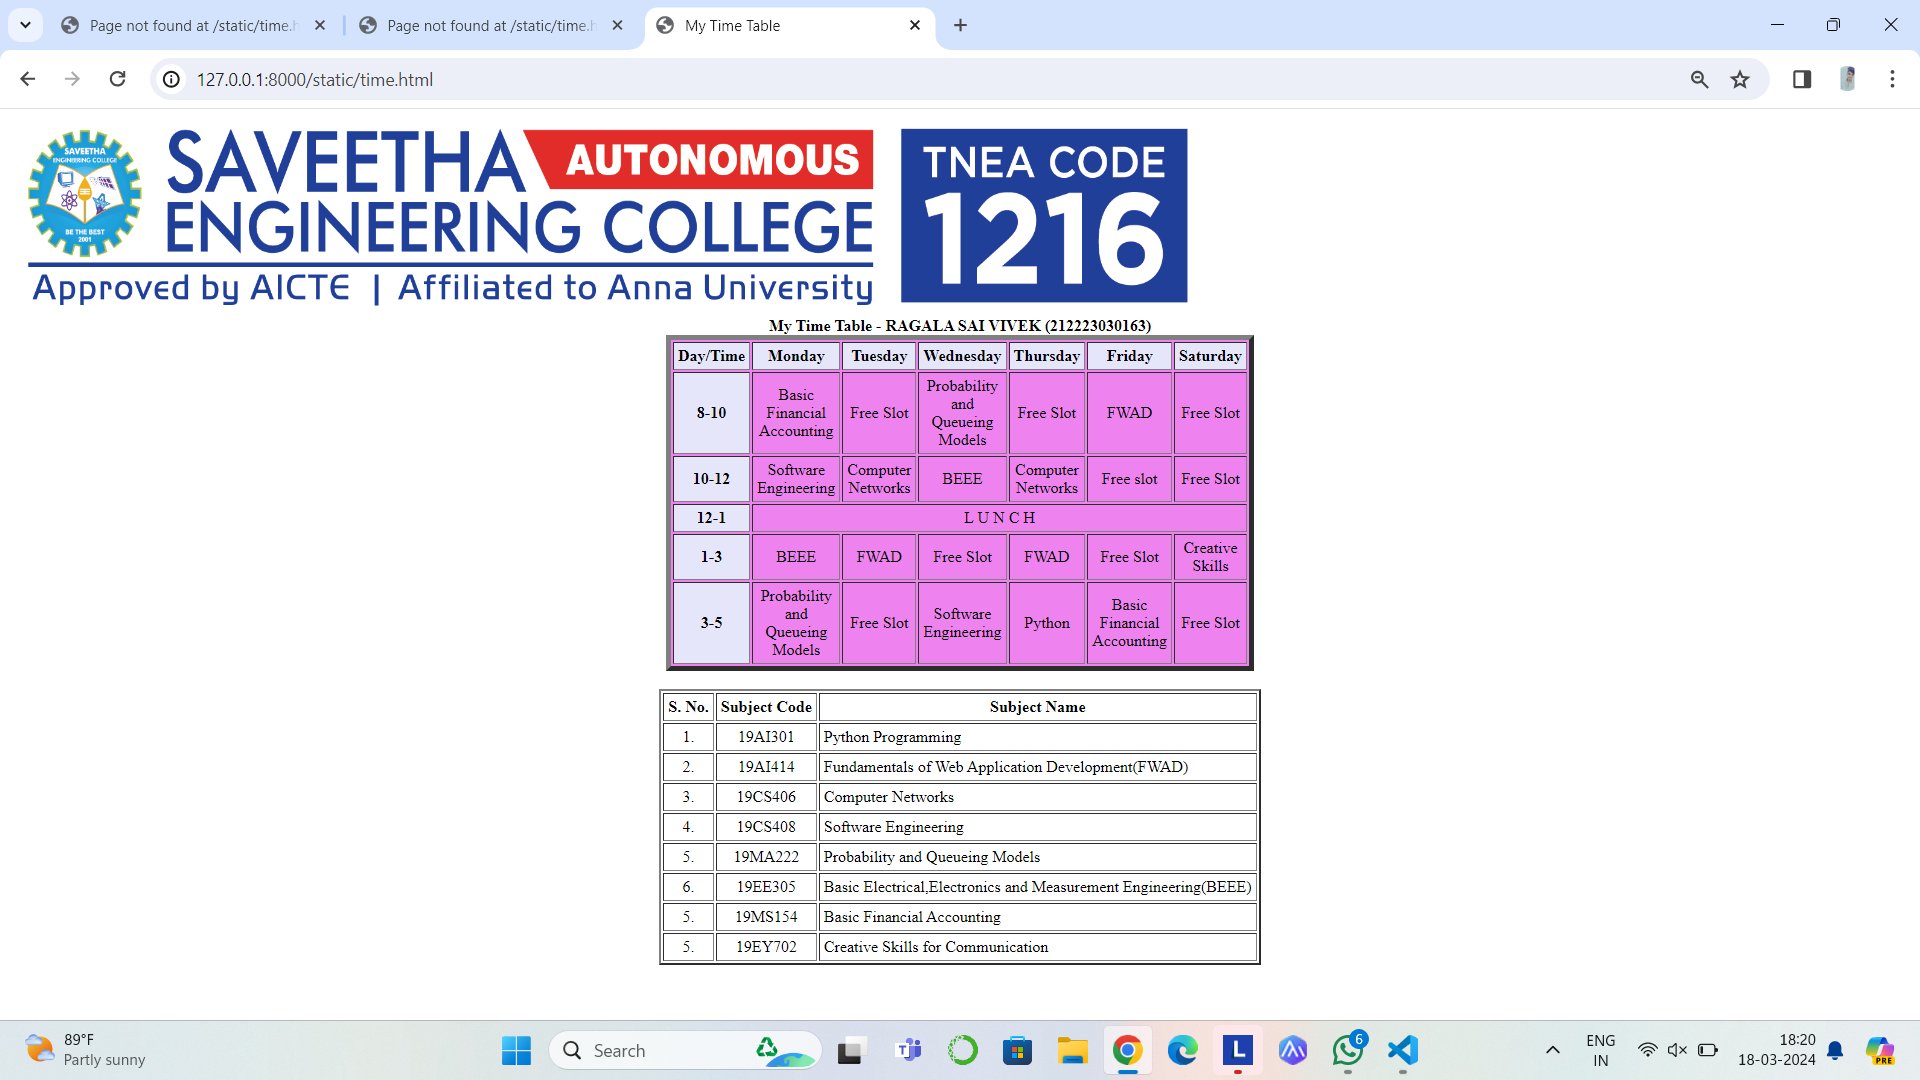 Page not found at /static/time.h
Page not found at /static/time.h
My Time Table
127.0.0.1:8000/static/time.html
SAVEETHA
ENGINEERING COLLEGE
BE THE BEST
2001
SAVEETHA AUTONOMOUS
ENGINEERING COLLEGE
Approved by AICTE | Affiliated to Anna University
TNEA CODE
1216
My Time Table - RAGALA SAI VIVEK (212223030163)
Day/Time Monday Tuesday Wednesday Thursday Friday Saturday
8-10
Basic
Financial
Accounting
Free Slot
Probability
and
Queueing
Models
Free Slot
FWAD
Free Slot
10-12
Software
Engineering
Computer
Networks
BEEE
Computer
Networks
Free slot
Free Slot
12-1 L U N C H
1-3
BEEE
FWAD
Free Slot
FWAD
Free Slot
Creative
Skills
3-5
Probability
and
Queueing
Models
Free Slot
Software
Engineering
Python
Basic
Financial
Accounting
Free Slot
S. No. Subject Code Subject Name
1. 19AI301 Python Programming
2. 19AI414 Fundamentals of Web Application Development(FWAD)
3. 19CS406 Computer Networks
4. 19CS408 Software Engineering
5. 19MA222 Probability and Queueing Models
6. 19EE305 Basic Electrical,Electronics and Measurement Engineering(BEEE)
5. 19MS154 Basic Financial Accounting
5. 19EY702 Creative Skills for Communication
89°F
Partly sunny
Search
L
6
ENG
IN
18:20
18-03-2024
PRE